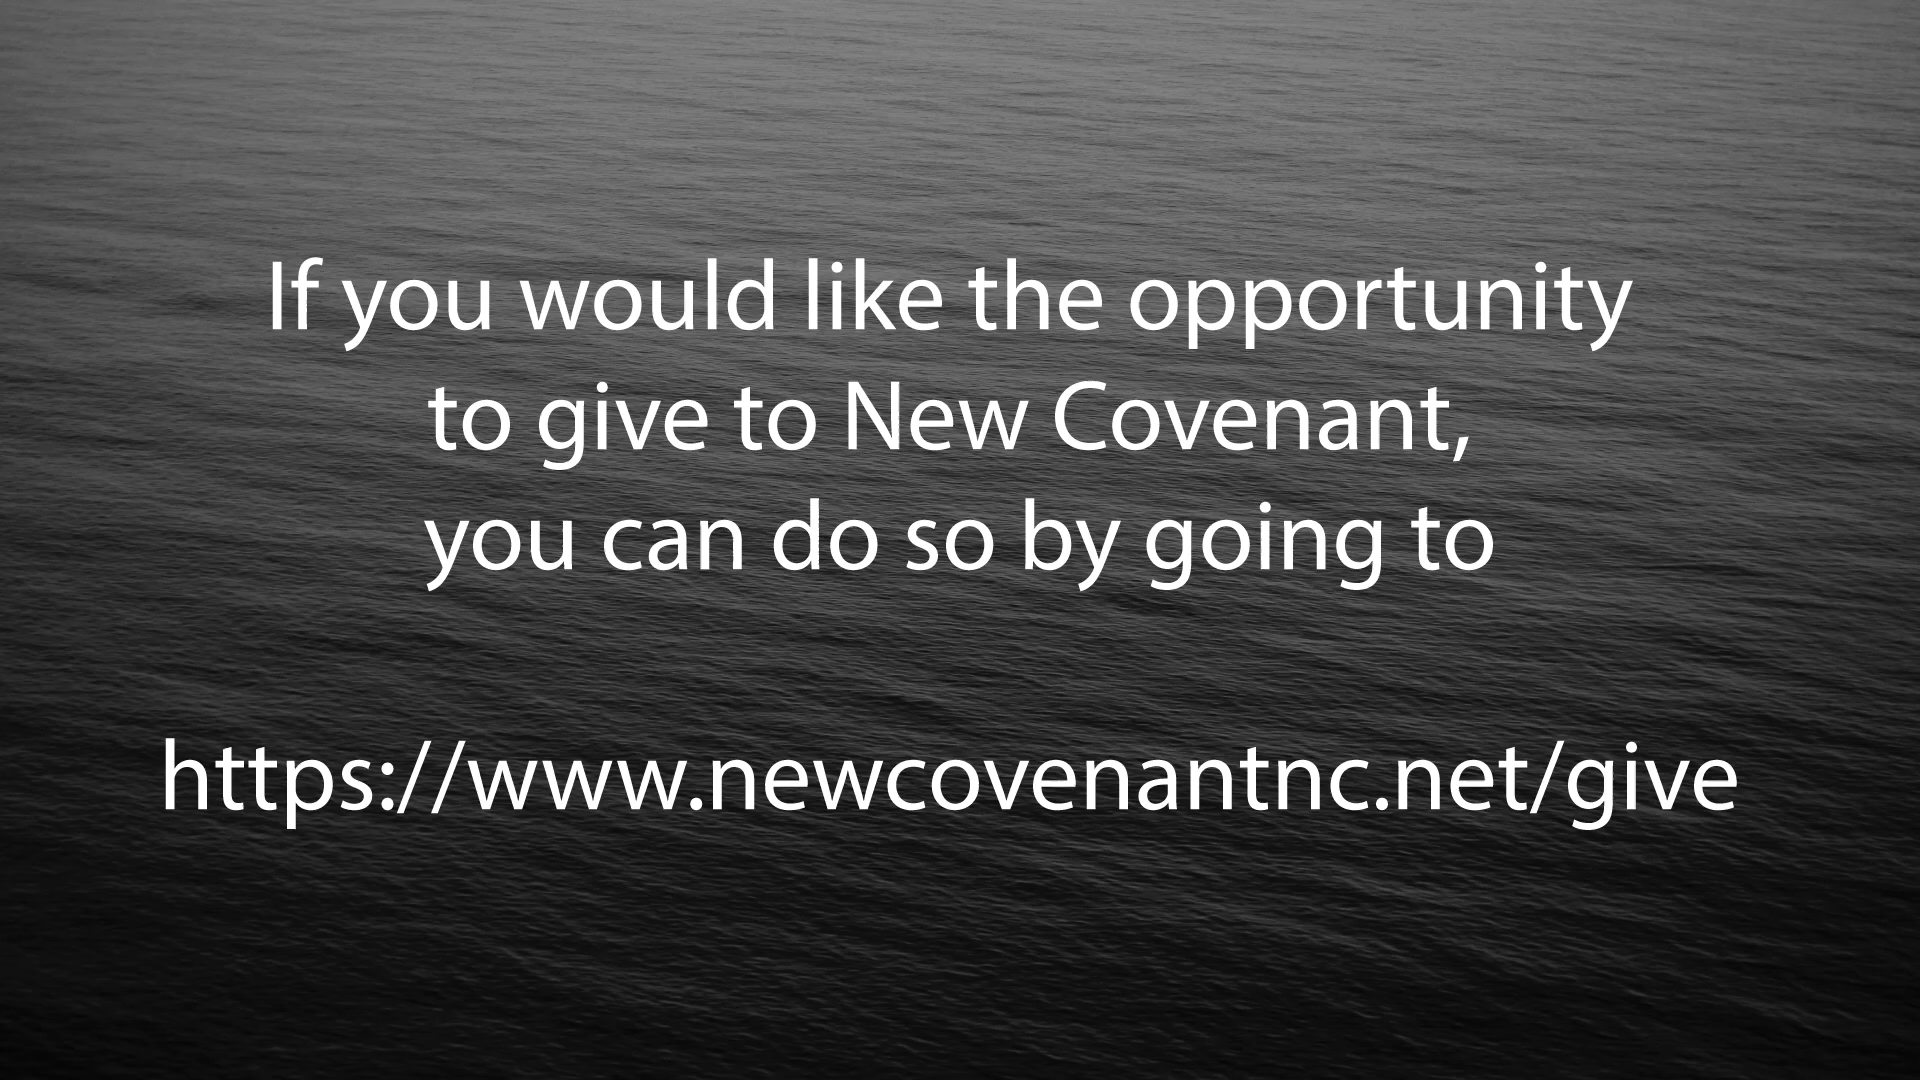 If you would like the opportunity
to give to New Covenant,
you can do so by going to
https://www.newcovenantnc.net/give